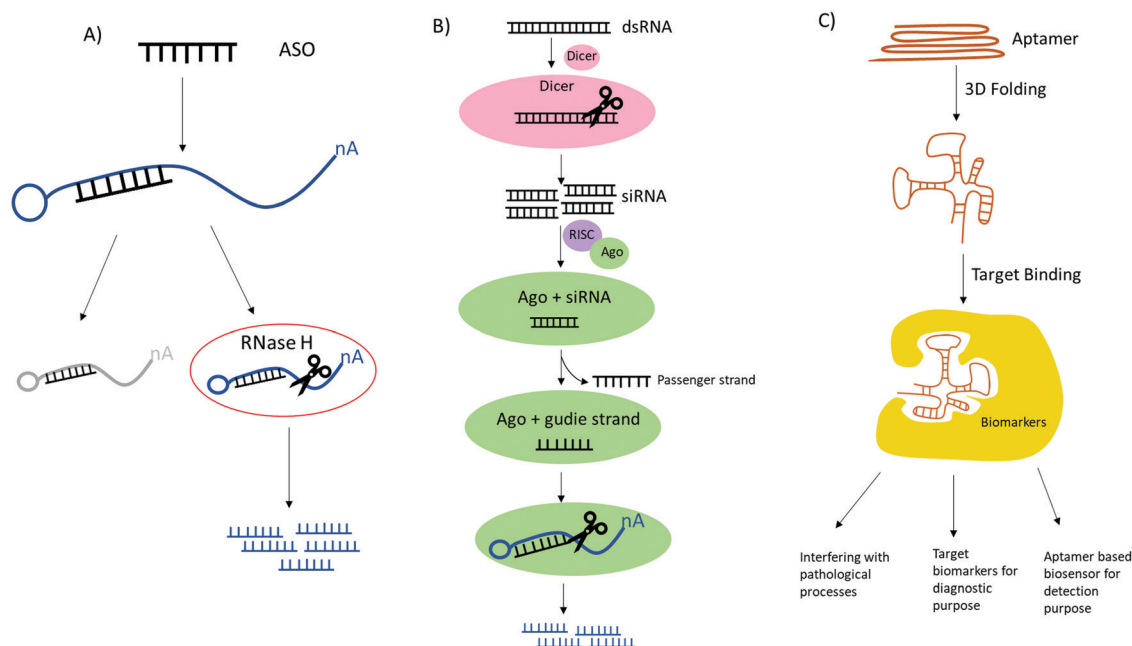 A)
ASO
nA
nA
RNase H
nA
B)
dsRNA
Dicer
Dicer
siRNA
RISC
Ago
Ago + siRNA
Passenger strand
Ago + gudie strand
nA
C)
Aptamer
3D Folding
Target Binding
Biomarkers
Interfering with
pathological
processes
Target
biomarkers for
diagnostic
purpose
Aptamer based
biosensor for
detection
purpose